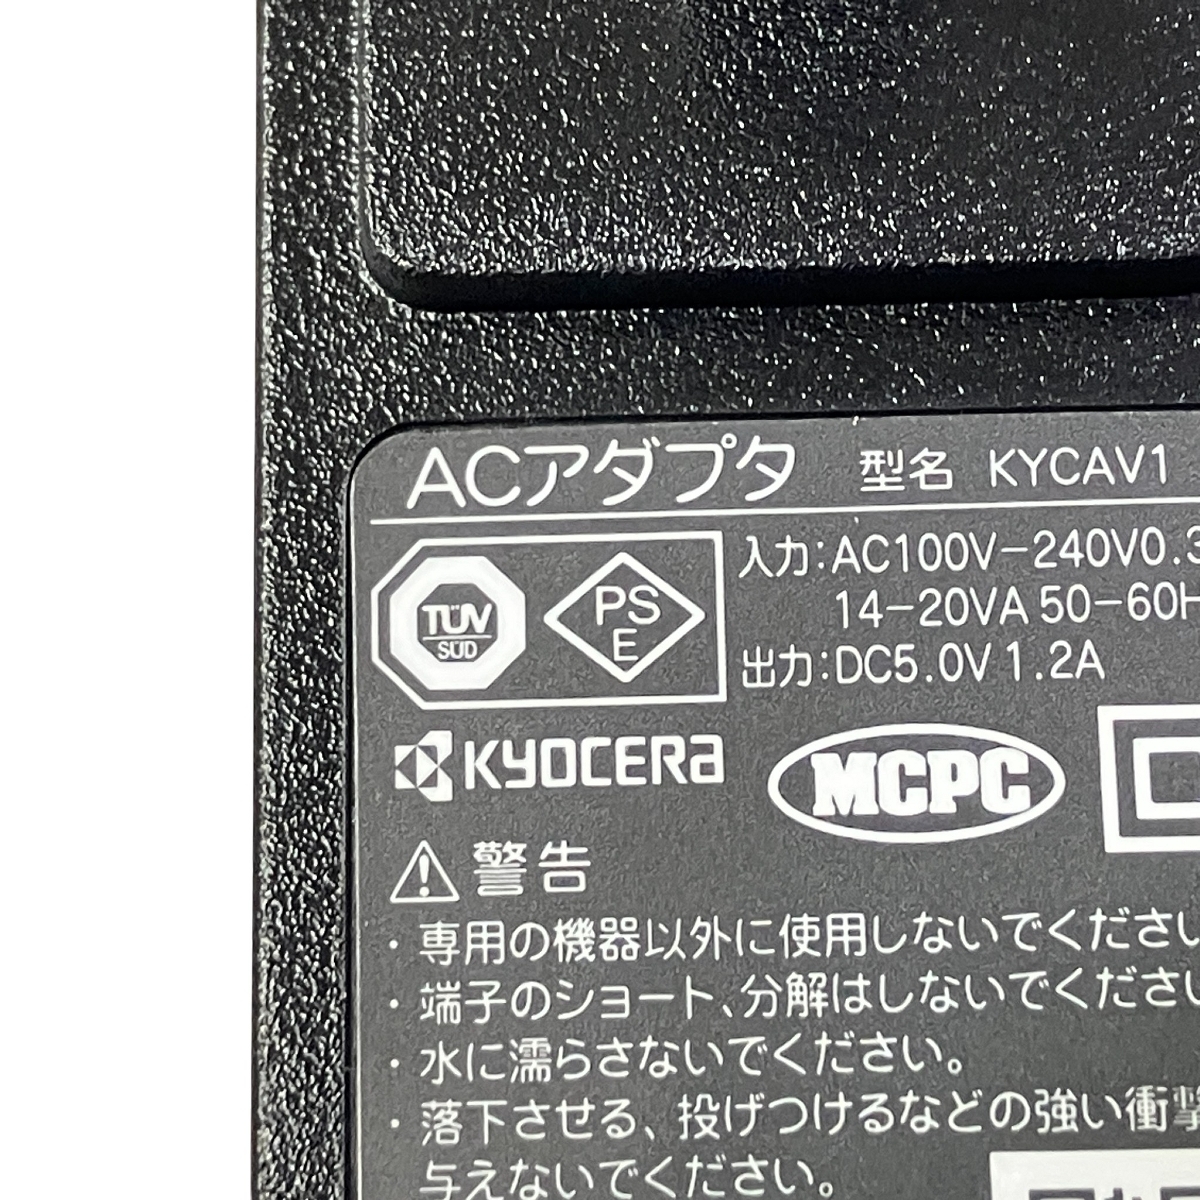 ACアダプタ 型名 KYCAV1
入力:AC100V-240V0.3
14-20VA 50-60H
出力:DC5.0V 1.2A
TÜV
SÜD
PS
E
KYOCERA
MCPC
警告
・専用の機器以外に使用しないでください
・端子のショート、分解はしないでください
・水に濡らさないでください。
・落下させる、投げつけるなどの強い衝撃
与えないでください。